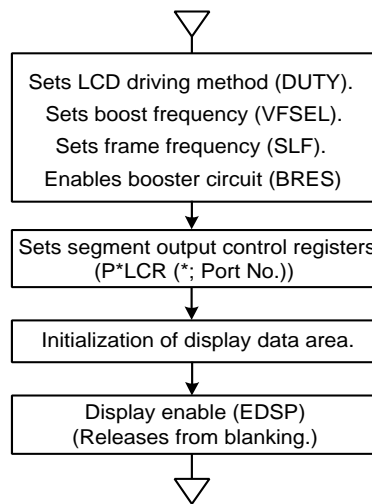 Sets LCD driving method (DUTY).
Sets boost frequency (VFSEL).
Sets frame frequency (SLF).
Enables booster circuit (BRES)
Sets segment output control registers
(P*LCR (*; Port No.))
Initialization of display data area.
Display enable (EDSP)
(Releases from blanking.)